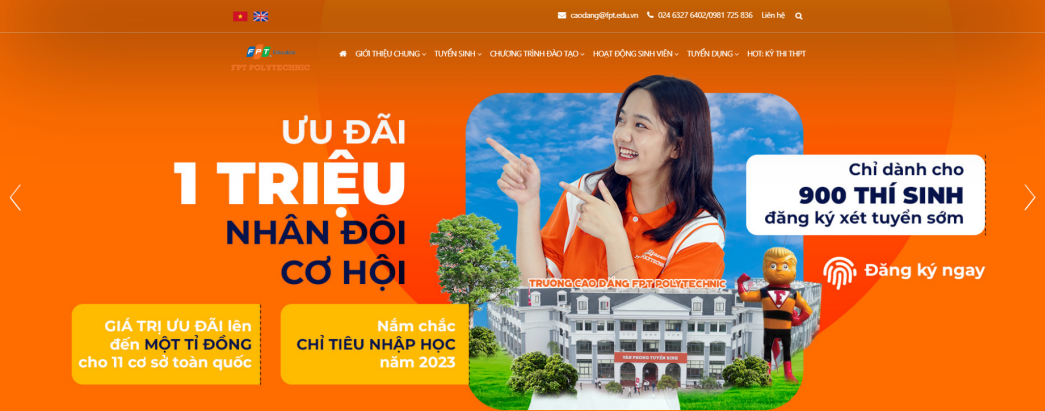 caodang@fpt.edu.vn 024 6327 6402/0981 725 836 Liên hệ
FPT
FPT POLYTECHNIC
GIỚI THIỆU CHUNG TUYỂN SINH CHƯƠNG TRÌNH ĐÀO TẠO HOẠT ĐỘNG SINH VIÊN TUYỂN DỤNG HOT: KỲ THI THPT
ƯU ĐÃI
1 TRIỆU
NHÂN ĐÔI
CƠ HỘI
GIÁ TRỊ ƯU ĐÃI lên
đến MỘT TỈ ĐỒNG
cho 11 cơ sở toàn quốc
Nắm chắc
CHỈ TIÊU NHẬP HỌC
năm 2023
TRƯỜNG CAO ĐẲNG FPT POLYTECHNIC
VĂN PHÒNG TUYỂN SINH
Chỉ dành cho
900 THÍ SINH
đăng ký xét tuyển sớm
Đăng ký ngay